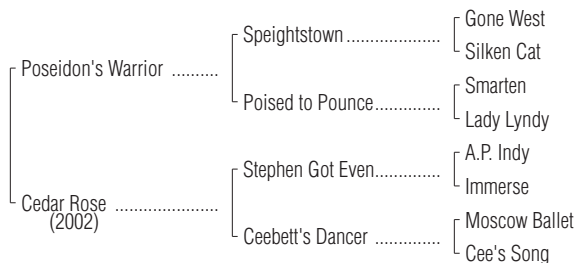 Gone West
Speightstown ....................
Silken Cat
Poseidon's Warrior ..........
Smarten
Poised to Pounce..............
Lady Lyndy
A.P. Indy
Stephen Got Even..............
Immerse
Cedar Rose ......................
(2002)
Moscow Ballet
Ceebett's Dancer ..............
Cee's Song